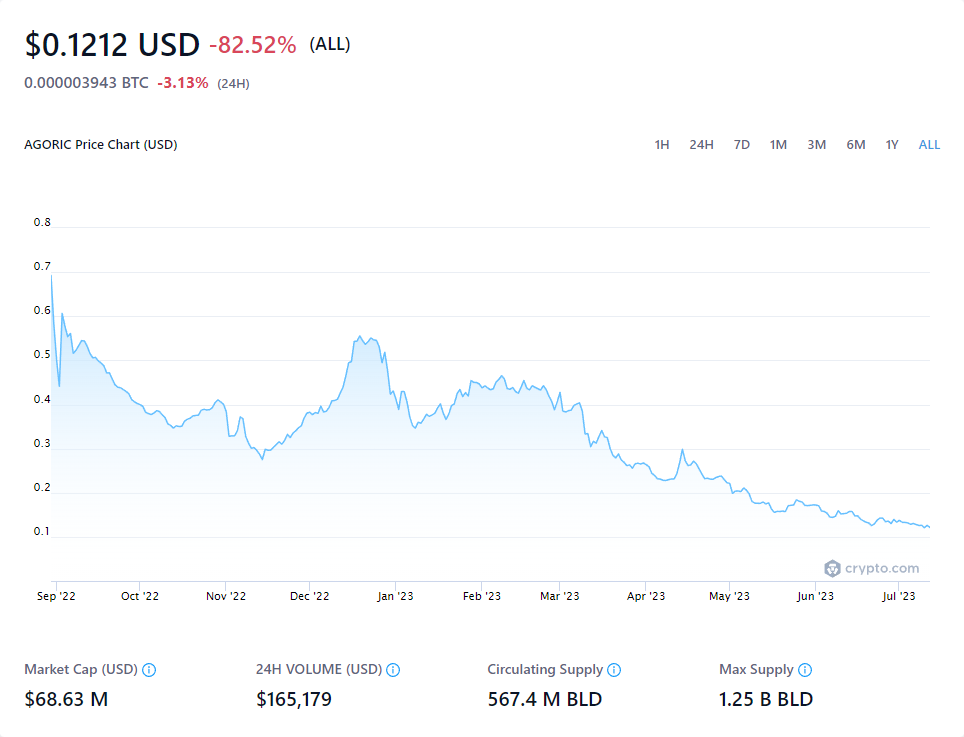 $0.1212 USD -82.52% (ALL)
0.000003943 BTC -3.13% (24H)
AGORIC Price Chart (USD) 1H 24H 7D 1M 3M 6M 1Y ALL
0.8
0.7
0.6
0.5
0.4
0.3
0.2
0.1
crypto.com
Sep '22 Oct '22 Nov '22 Dec '22 Jan '23 Feb '23 Mar '23 Apr '23 May '23 Jun '23 Jul '23
Market Cap (USD) 24H VOLUME (USD) Circulating Supply Max Supply
$68.63 M $165,179 567.4 M BLD 1.25 B BLD